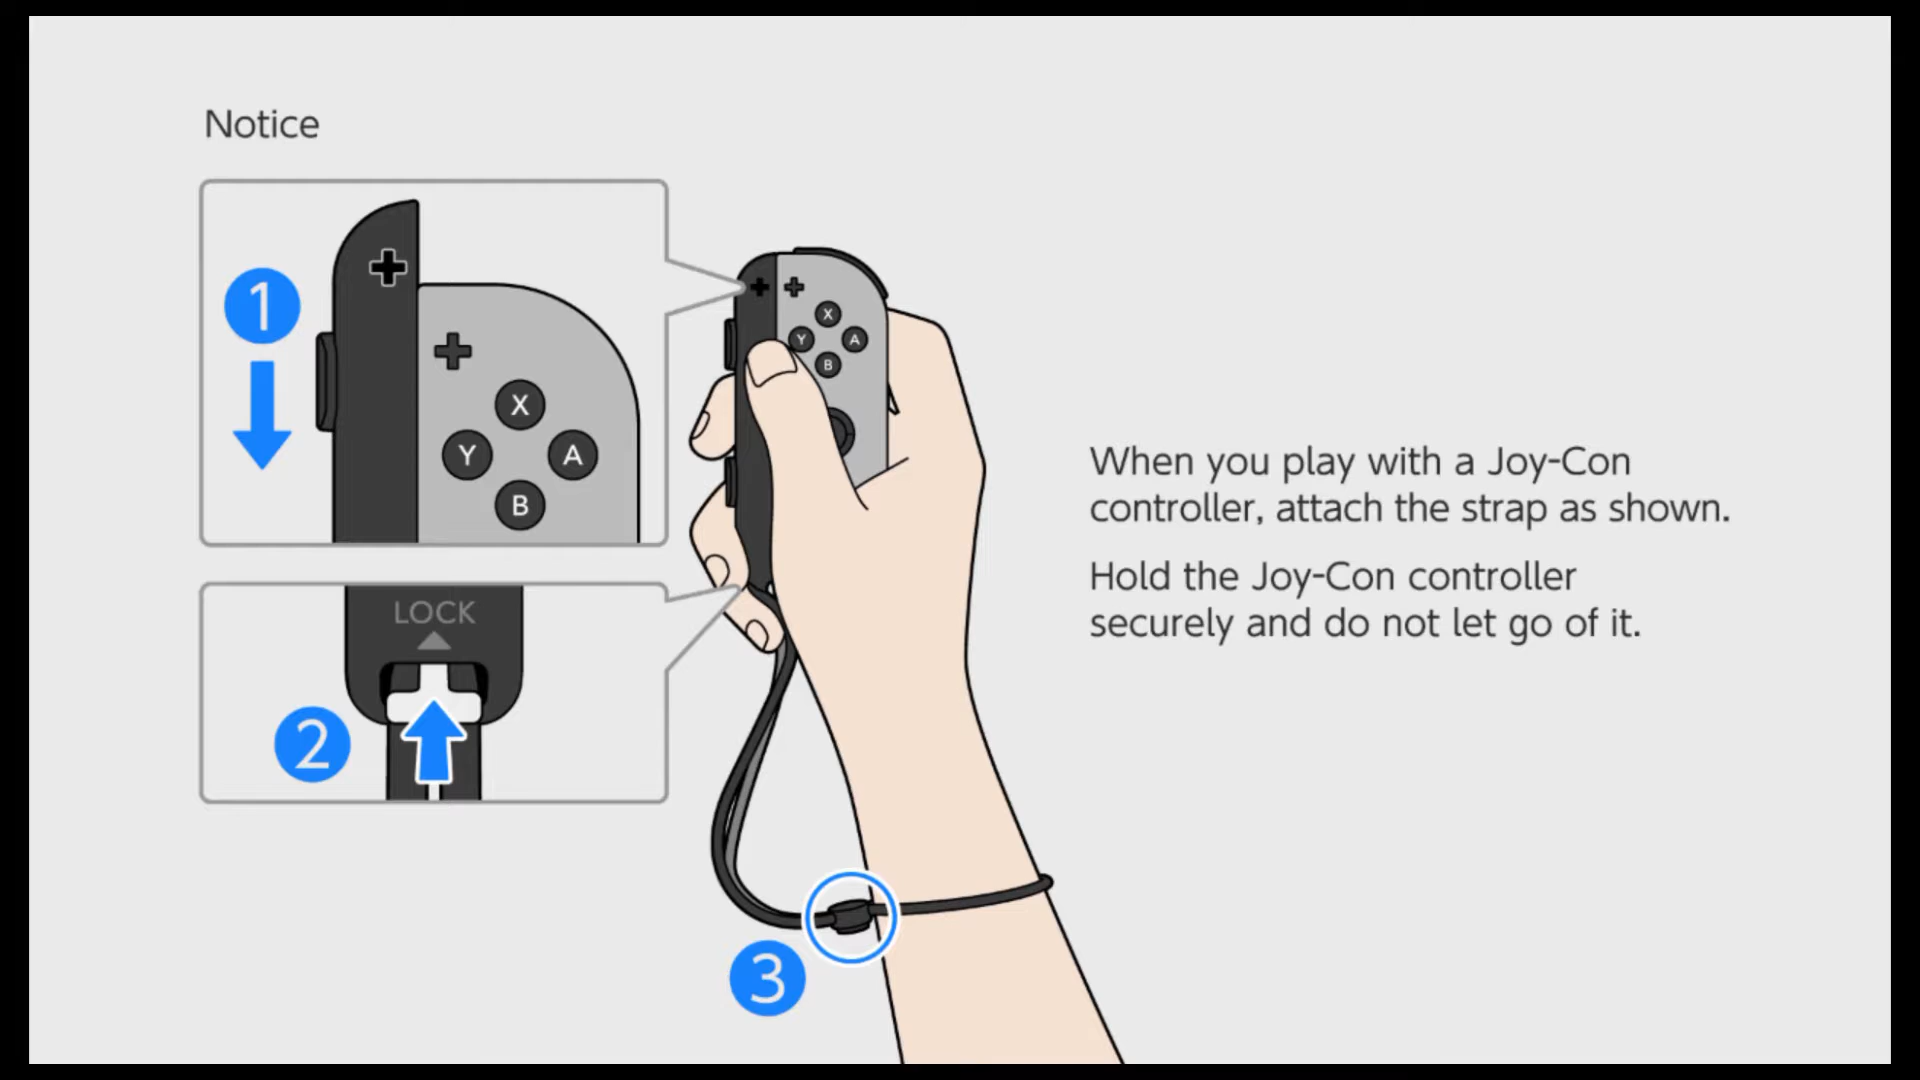 Notice
1
X
Y
A
B
X
Y
A
B
When you play with a Joy-Con
controller, attach the strap as shown.
Hold the Joy-Con controller
securely and do not let go of it.
LOCK
2
3